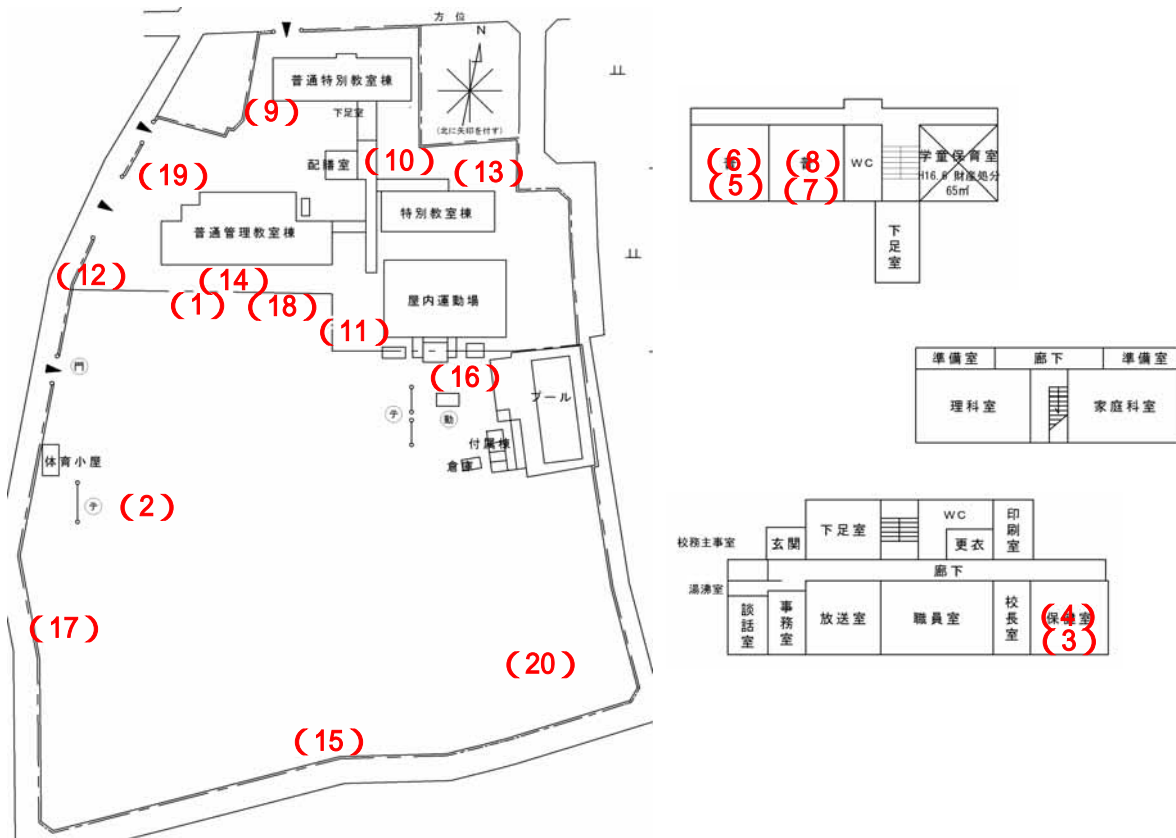 方 位
N
(北に矢印を付す)
普通特別教室棟
(9)
下足室
配膳室
(10)
(13)
(19)
特別教室棟
普通管理教室棟
(12)
(14)
(1)
(18)
屋内運動場
(11)
門
(16)
プール
テ
動
付属棟
倉庫
体育小屋
テ
(2)
(17)
(20)
(15)
(6)
(5)
(8)
(7)
WC
学童保育室
H16.6 財産処分
65㎡
下足室
準備室
廊下
準備室
理科室
家庭科室
校務主事室
玄関
下足室
WC
更衣
印刷室
廊下
湯沸室
談話室
事務室
放送室
職員室
校長室
保健室
(4)
(3)